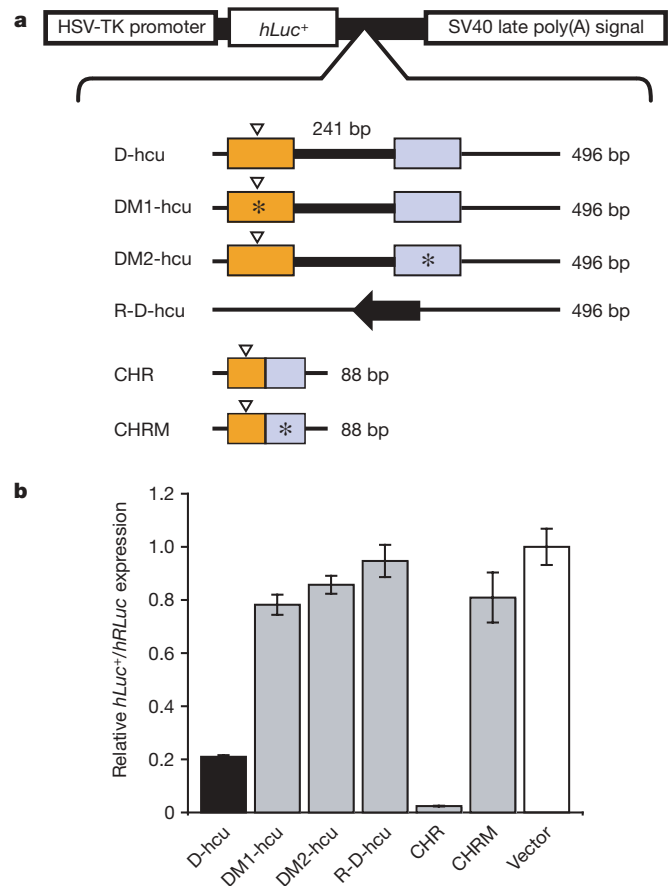 a
HSV-TK promoter hLuc+ SV40 late poly(A) signal
241 bp
D-hcu 496 bp
DM1-hcu * 496 bp
DM2-hcu * 496 bp
R-D-hcu 496 bp
CHR 88 bp
CHRM * 88 bp
b
Relative hLuc+/hRLuc expression
1.2
1.0
0.8
0.6
0.4
0.2
0
D-hcu DM1-hcu DM2-hcu R-D-hcu CHR CHRM Vector